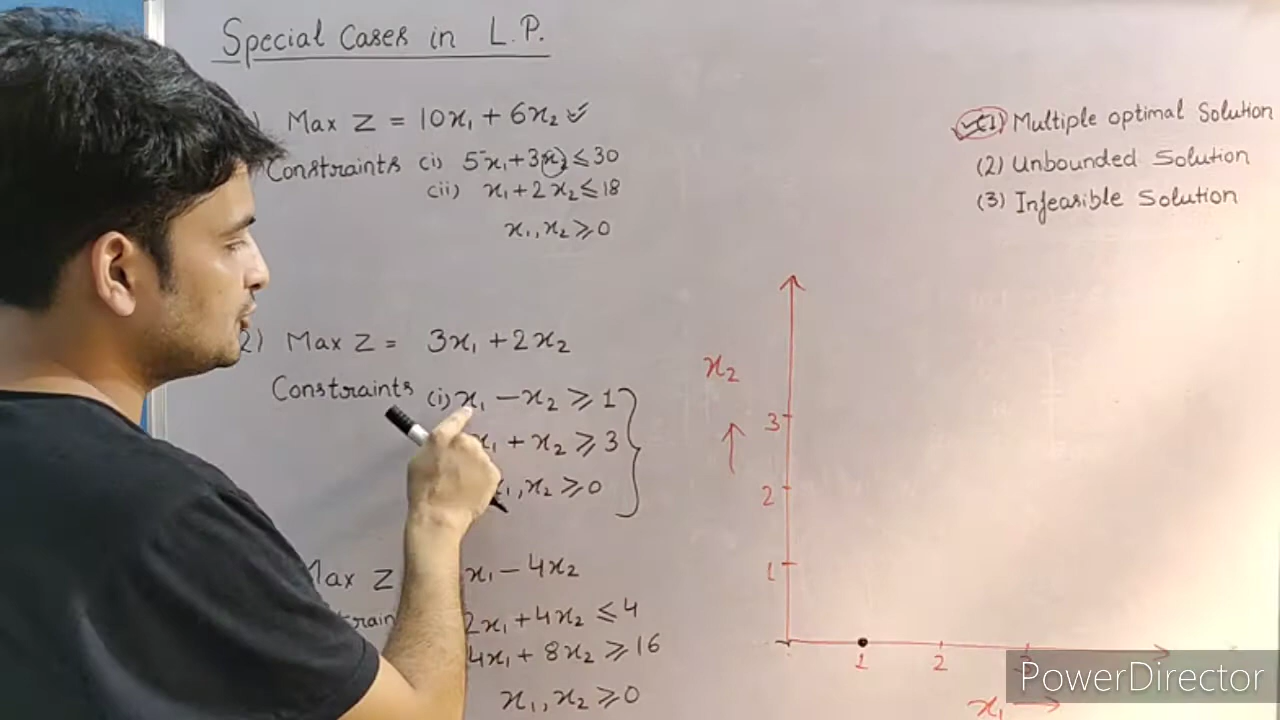 Special Cases in L.P.
) Max Z = 10x₁ + 6x₂
Constraints (i) 5x₁ + 3x₂ ≤ 30
(ii) x₁ + 2x₂ ≤ 18
x₁, x₂ ≥ 0
2) Max Z = 3x₁ + 2x₂
Constraints (i) x₁ - x₂ ≥ 1
x₁ + x₂ ≥ 3
x₁, x₂ ≥ 0
Max Z x₁ - 4x₂
2x₁ + 4x₂ ≤ 4
4x₁ + 8x₂ ≥ 16
x₁, x₂ ≥ 0
(1) Multiple optimal Solution
(2) Unbounded Solution
(3) Infeasible Solution
x₂
3
2
1
1 2 3
x₁
PowerDirector